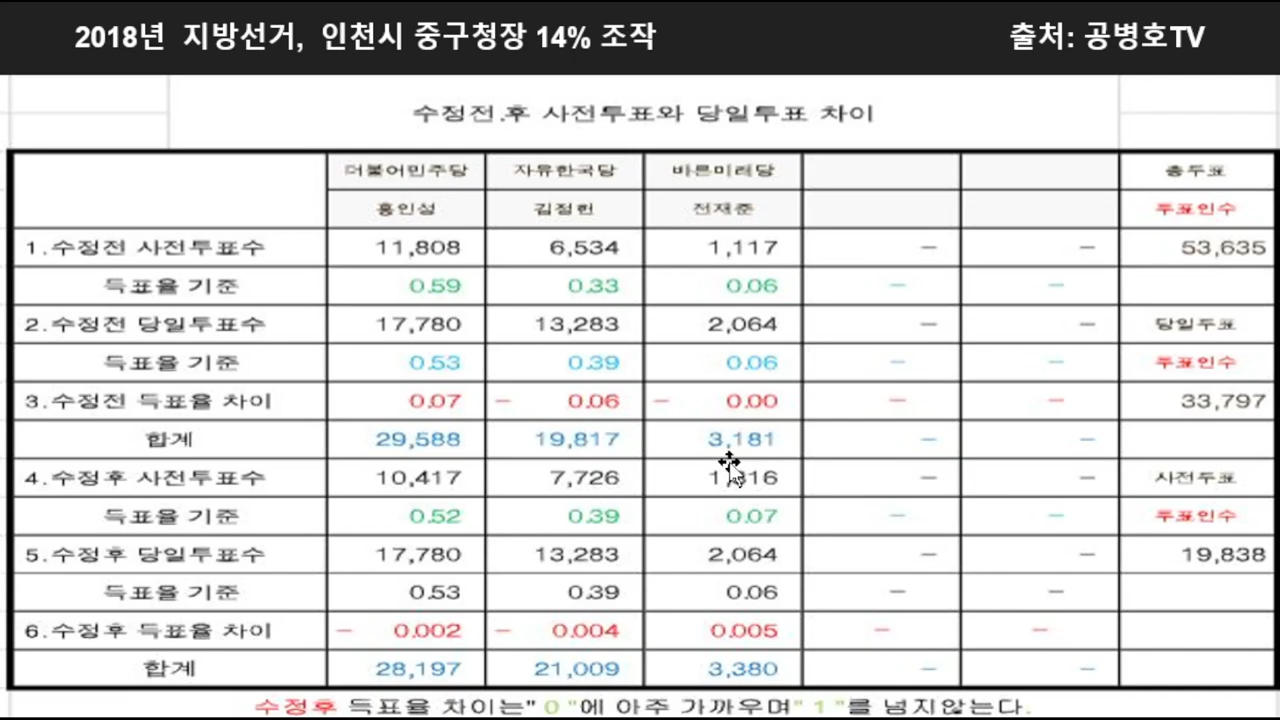 2018년 지방선거, 인천시 중구청장 14% 조작 출처: 공병호TV
수정전.후 사전투표와 당일투표 차이
더불어민주당 자유한국당 바른미래당 총투표
홍인성 김정헌 전재준 투표인수
1.수정전 사전투표수 11,808 6,534 1,117 – – 53,635
득표율 기준 0.59 0.33 0.06 – –
2.수정전 당일투표수 17,780 13,283 2,064 – – 당일투표
득표율 기준 0.53 0.39 0.06 – – 투표인수
3.수정전 득표율 차이 0.07 – 0.06 – 0.00 – – 33,797
합계 29,588 19,817 3,181 – –
4.수정후 사전투표수 10,417 7,726 – – 사전투표
득표율 기준 0.52 0.39 0.07 – – 투표인수
5.수정후 당일투표수 17,780 13,283 2,064 – – 19,838
득표율 기준 0.53 0.39 0.06 – –
6.수정후 득표율 차이 – 0.002 – 0.004 0.005 – –
합계 28,197 21,009 3,380 – –
수정후 득표율 차이는" 0 "에 아주 가까우며" 1 "를 넝지않는다.